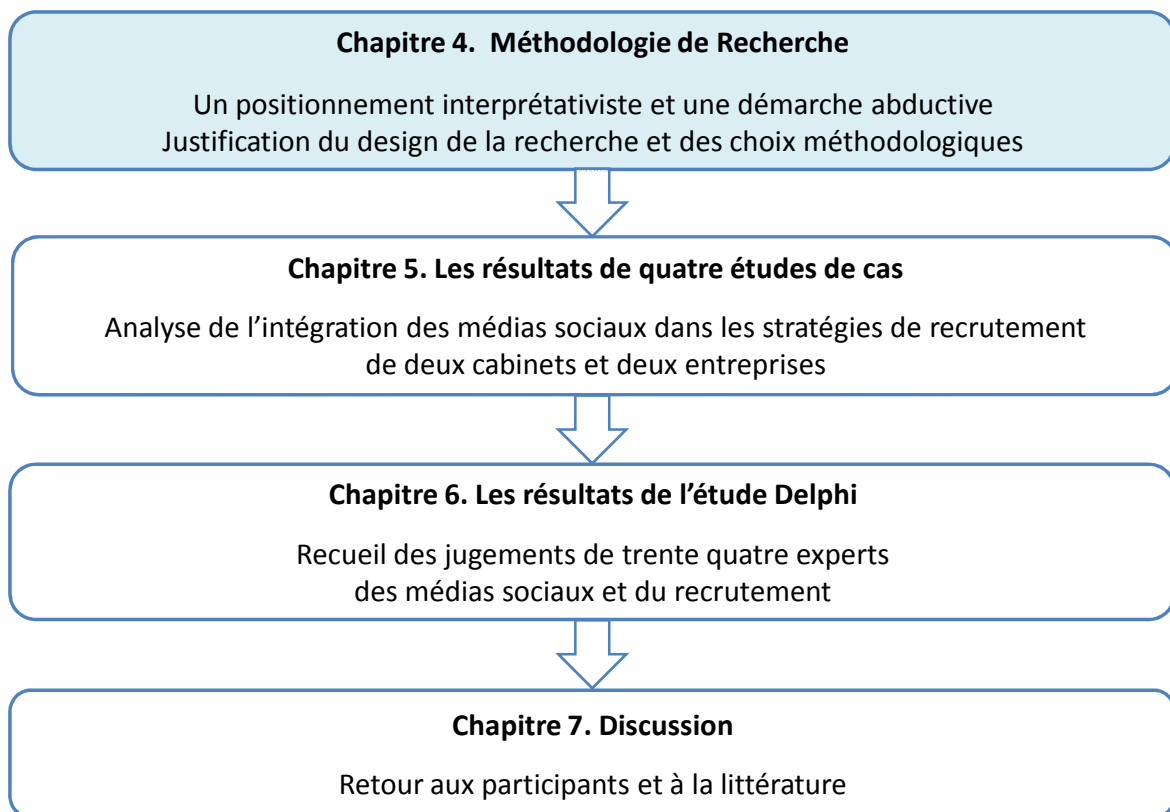 Chapitre 4. Méthodologie de Recherche
Un positionnement interprétativiste et une démarche abductive
Justification du design de la recherche et des choix méthodologiques
Chapitre 5. Les résultats de quatre études de cas
Analyse de l’intégration des médias sociaux dans les stratégies de recrutement
de deux cabinets et deux entreprises
Chapitre 6. Les résultats de l’étude Delphi
Recueil des jugements de trente quatre experts
des médias sociaux et du recrutement
Chapitre 7. Discussion
Retour aux participants et à la littérature